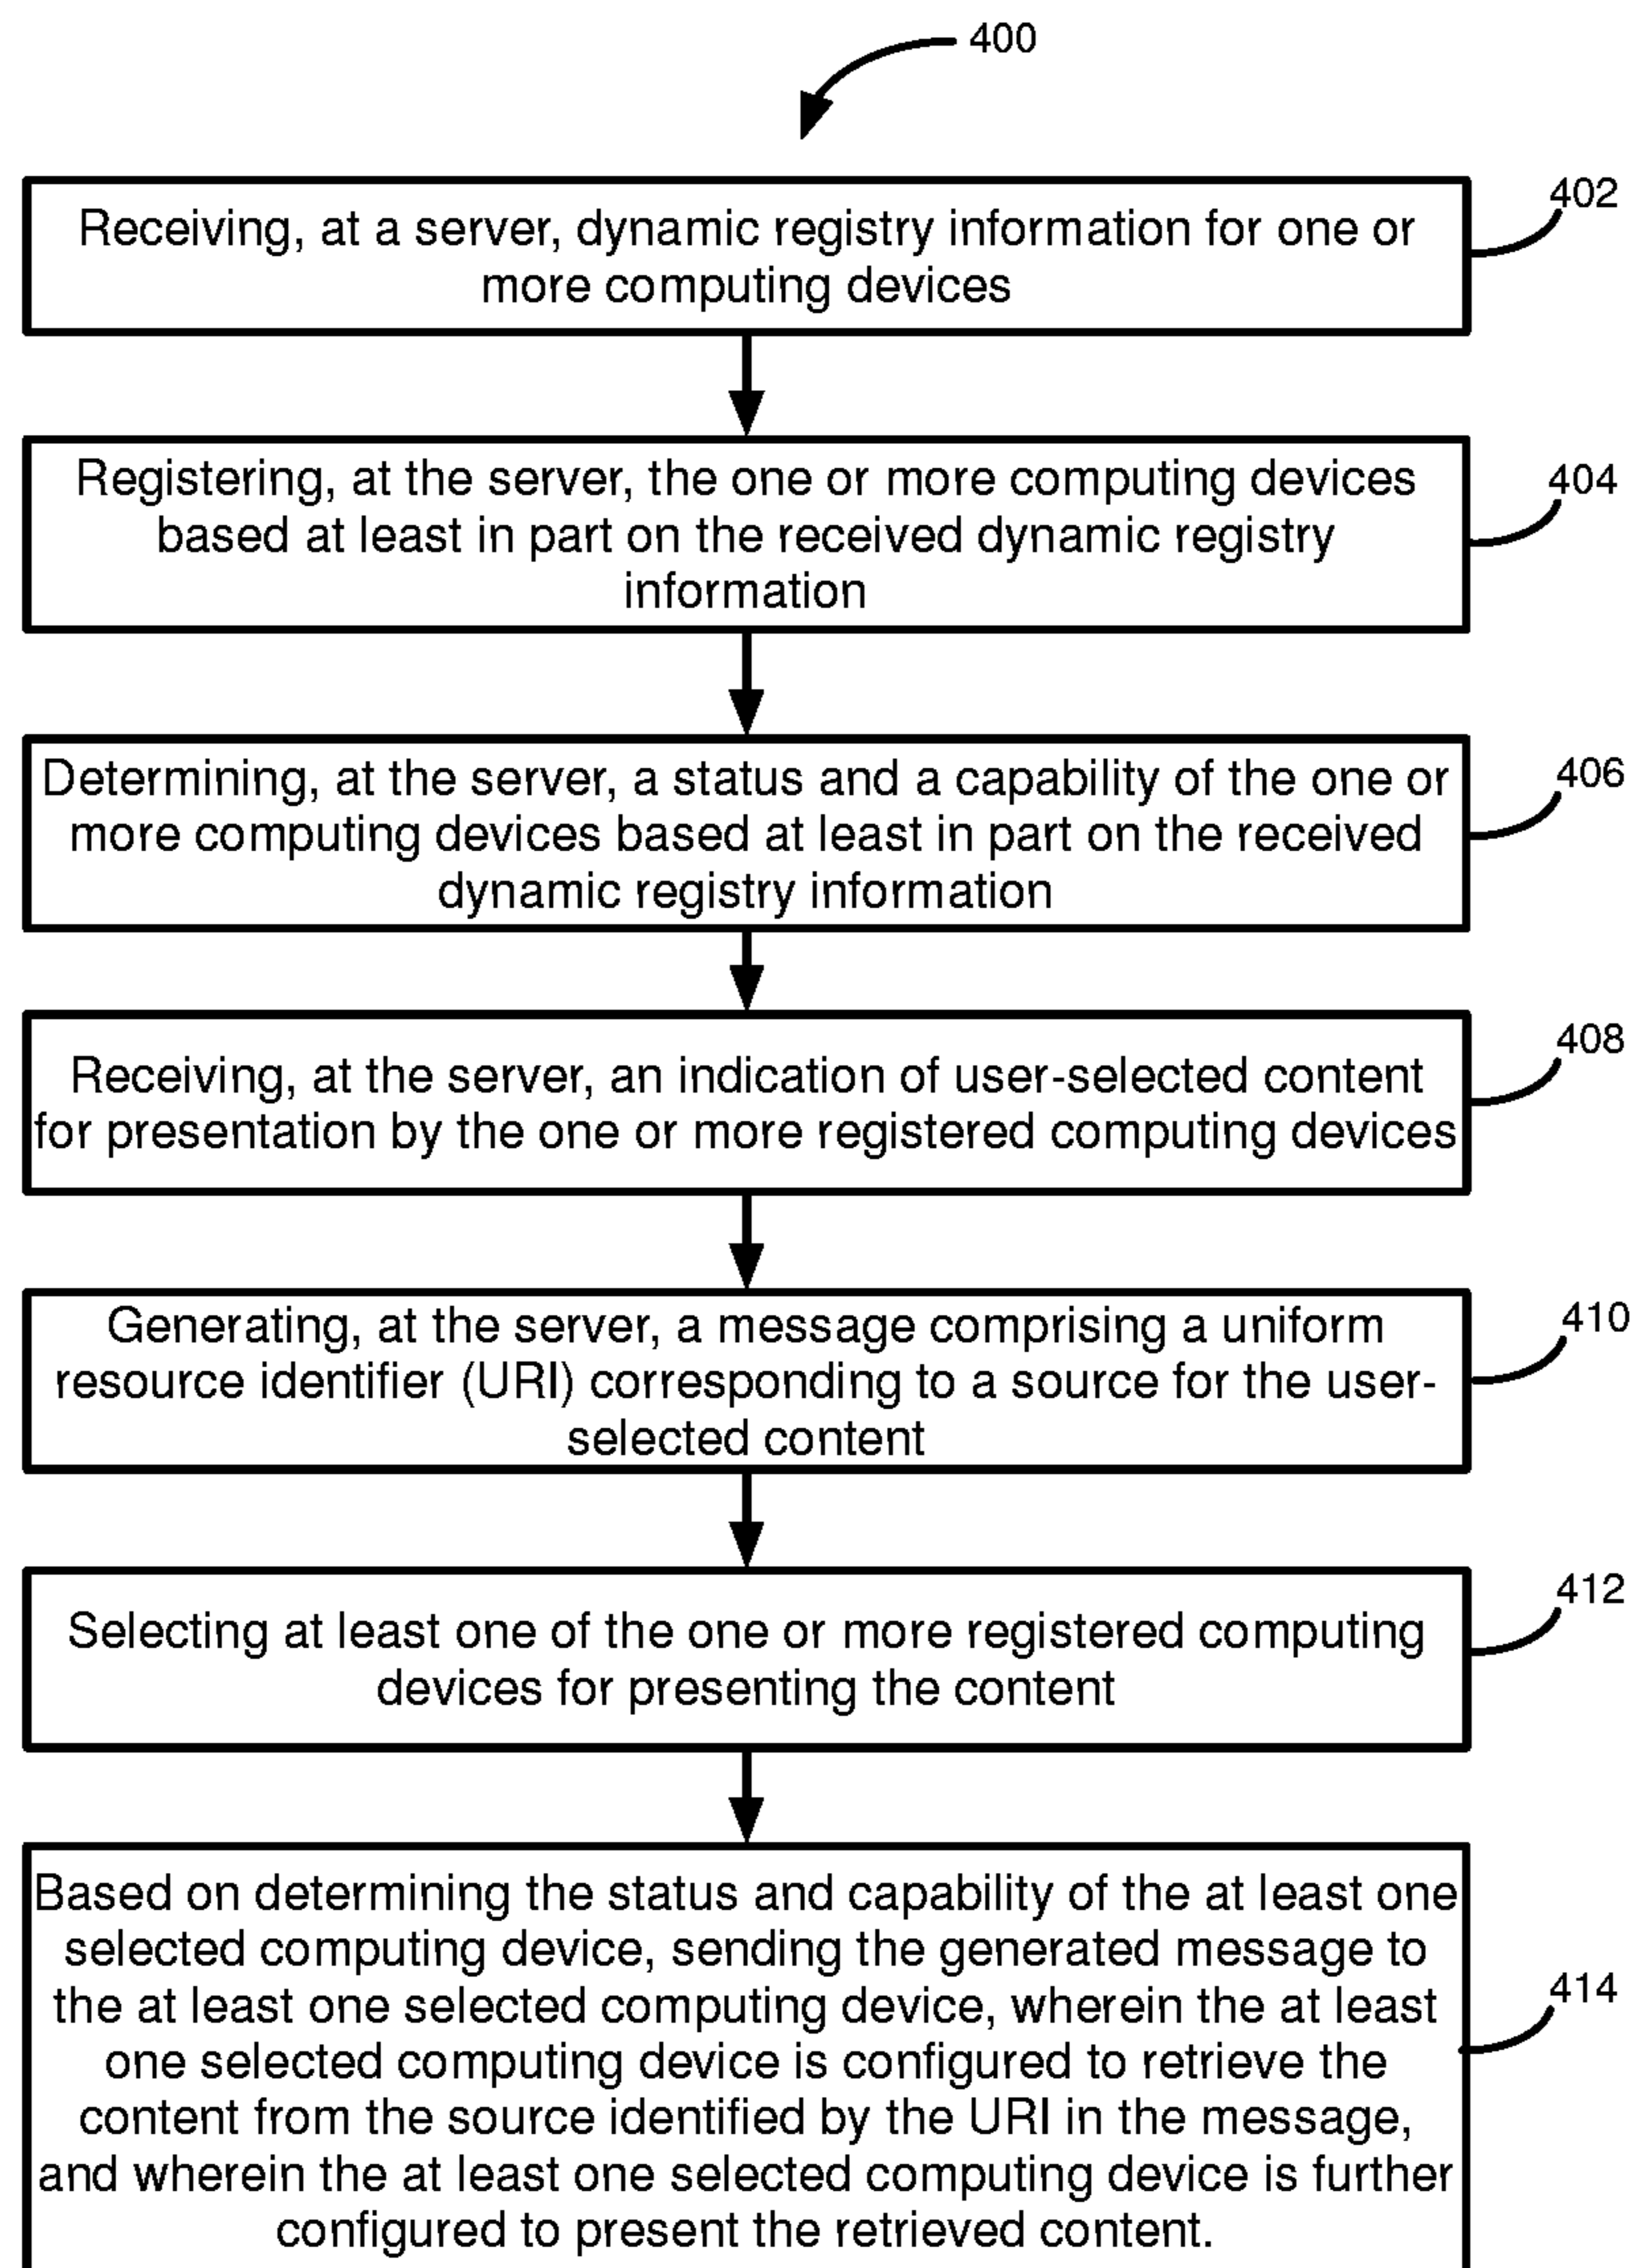 400
402
Receiving, at a server, dynamic registry information for one or
more computing devices
404
Registering, at the server, the one or more computing devices
based at least in part on the received dynamic registry
information
406
Determining, at the server, a status and a capability of the one or
more computing devices based at least in part on the received
dynamic registry information
408
Receiving, at the server, an indication of user-selected content
for presentation by the one or more registered computing devices
410
Generating, at the server, a message comprising a uniform
resource identifier (URI) corresponding to a source for the user-
selected content
412
Selecting at least one of the one or more registered computing
devices for presenting the content
414
Based on determining the status and capability of the at least one
selected computing device, sending the generated message to
the at least one selected computing device, wherein the at least
one selected computing device is configured to retrieve the
content from the source identified by the URI in the message,
and wherein the at least one selected computing device is further
configured to present the retrieved content.